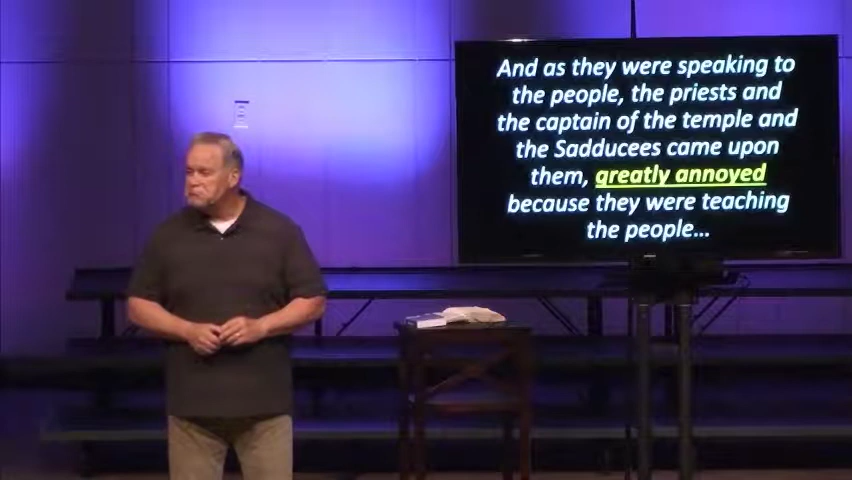 And as they were speaking to
the people, the priests and
the captain of the temple and
the Sadducees came upon
them, greatly annoyed
because they were teaching
the people...